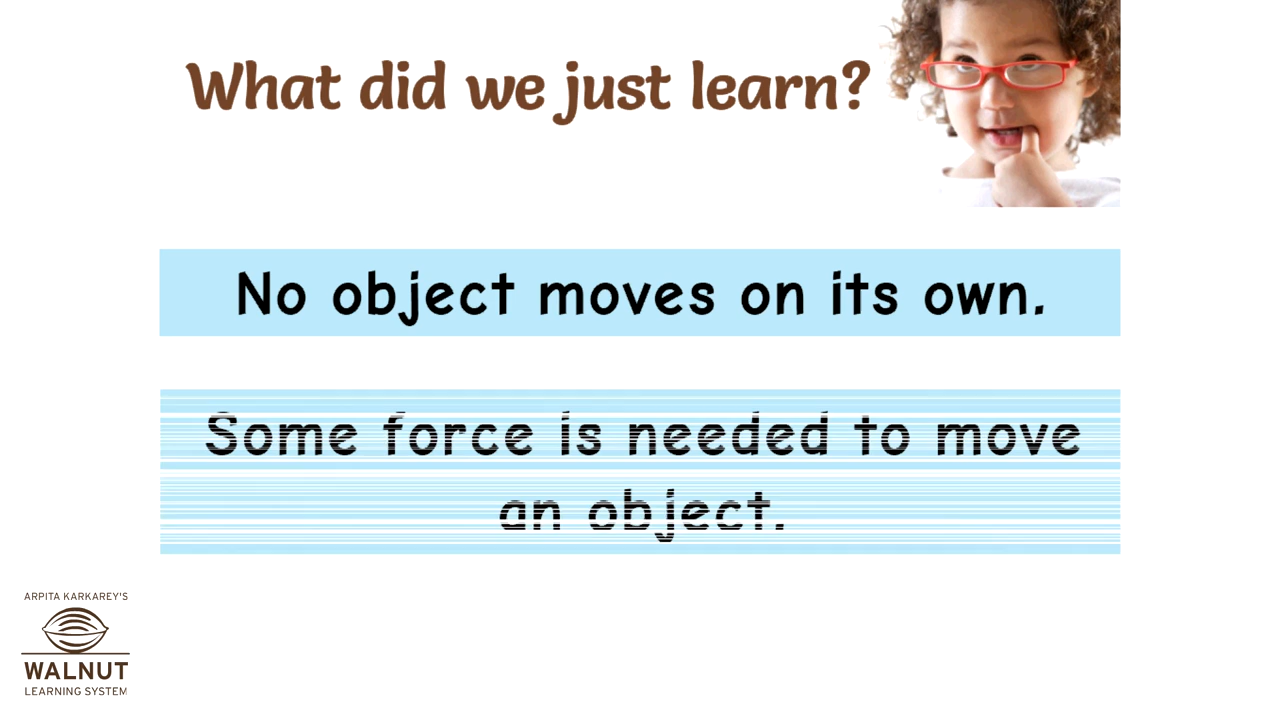 What did we just learn?
No object moves on its own.
Some force is needed to move
an object.
ARPITA KARKAREY'S
WALNUT
LEARNING SYSTEM